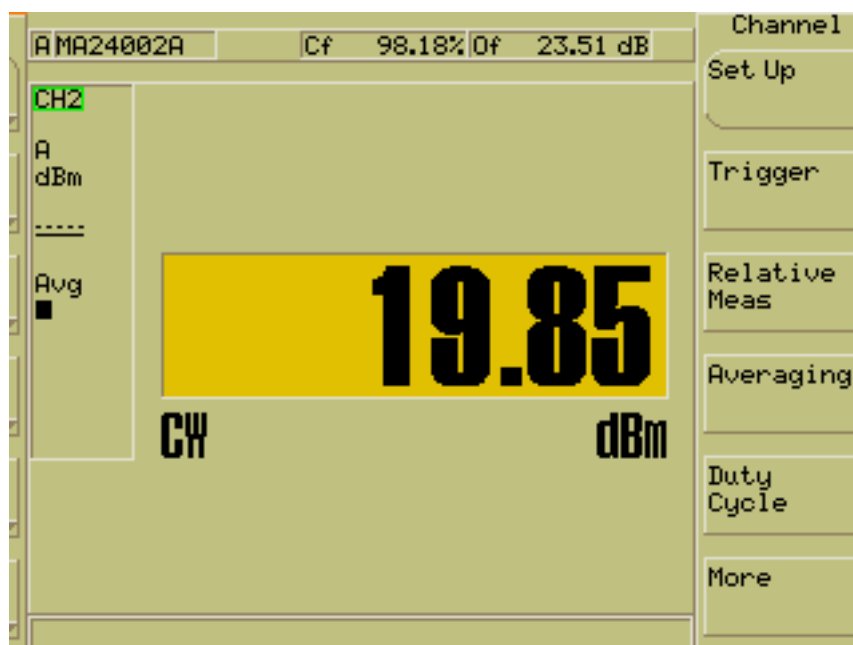 A MA24002A Cf 98.18% Of 23.51 dB
CH2
A
dBm
-----
Avg
19.85
CW dBm
Channel
Set Up
Trigger
Relative
Meas
Averaging
Duty
Cycle
More